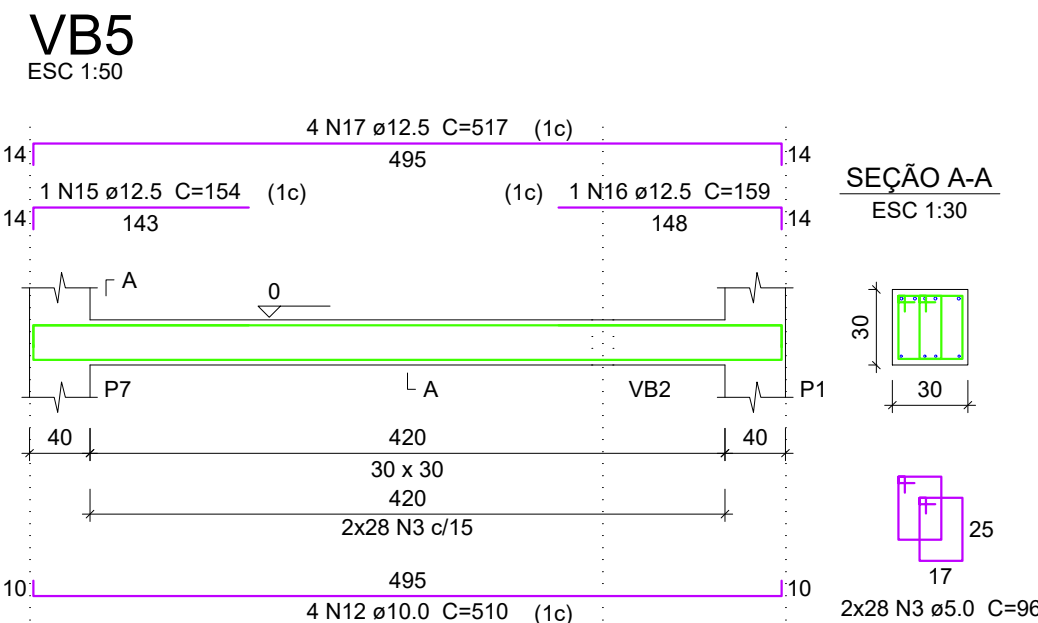 VB5
ESC 1:50
4 N17 ø12.5 C=517 (1c)
14 495 14
1 N15 ø12.5 C=154 (1c) (1c) 1 N16 ø12.5 C=159
14 143 148 14
SEÇÃO A-A
ESC 1:30
A
0
30
30
P7 A VB2 P1
40 420 40
30 x 30
420
2x28 N3 c/15
25
17
2x28 N3 ø5.0 C=96
10 495 10
4 N12 ø10.0 C=510 (1c)